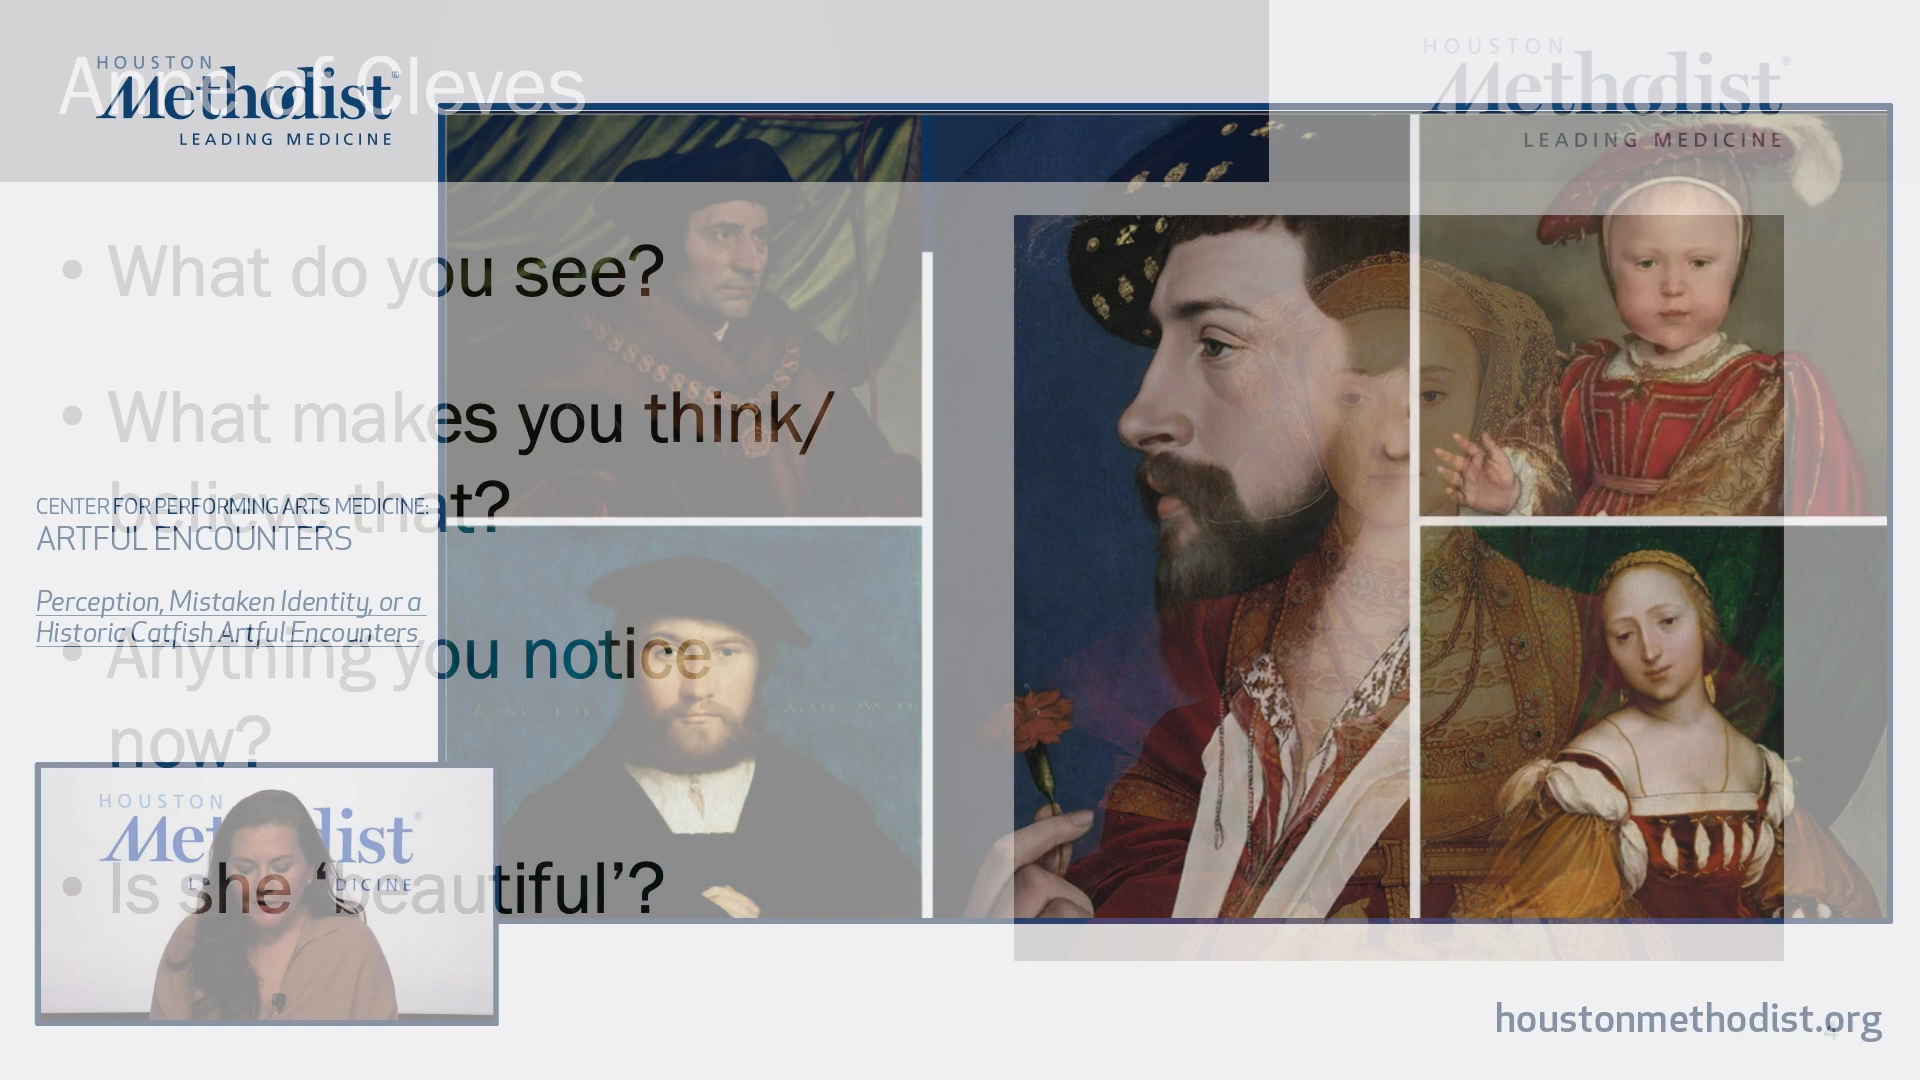 Anne of Cleves
HOUSTON
Methodist®
LEADING MEDICINE
HOUSTON
Methodist®
LEADING MEDICINE
• What do you see?
• What makes you think/
believe that?
CENTER FOR PERFORMING ARTS MEDICINE:
ARTFUL ENCOUNTERS
Perception, Mistaken Identity, or a
Historic Catfish Artful Encounters
• Anything you notice
now?
HOUSTON
• Is she ‘beautiful’?
houstonmethodist.org
4